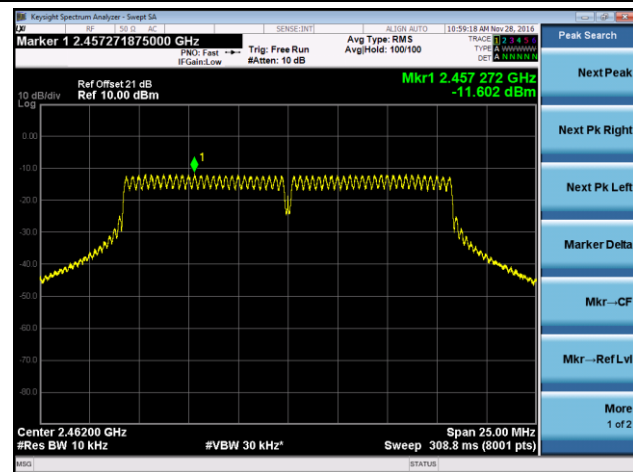 Keysight Spectrum Analyzer - Swept SA
LXI RF 50 Ω AC SENSE:INT ALIGN AUTO 10:59:18 AM Nov 28, 2016
Marker 1 2.457271875000 GHz
PNO: Fast
IFGain:Low
Trig: Free Run
#Atten: 10 dB
Avg Type: RMS
Avg|Hold: 100/100
TRACE 1 2 3 4 5 6
TYPE A WWWWW
DET A N N N N N
Peak Search
Mkr1 2.457 272 GHz
-11.602 dBm
Ref Offset 21 dB
10 dB/div Ref 10.00 dBm
Log
0.00
-10.0
-20.0
-30.0
-40.0
-50.0
-60.0
-70.0
-80.0
1
Next Peak
Next Pk Right
Next Pk Left
Marker Delta
Mkr→CF
Mkr→Ref Lvl
More
1 of 2
Center 2.46200 GHz Span 25.00 MHz
#Res BW 10 kHz #VBW 30 kHz* Sweep 308.8 ms (8001 pts)
MSG STATUS